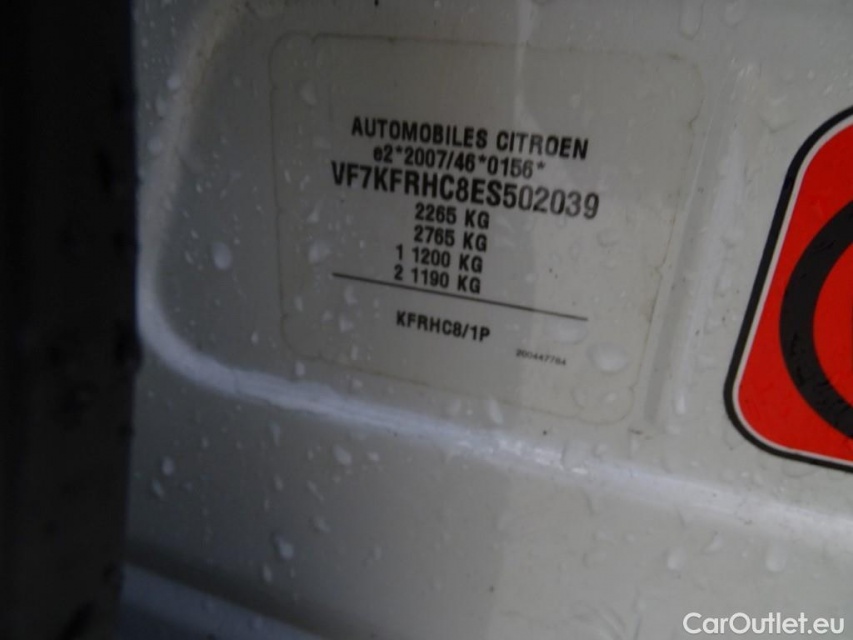 AUTOMOBILES CITROEN
e2*2007/46*0156*
VF7KFRHC8ES502039
2265 KG
2765 KG
1 1200 KG
2 1190 KG
KFRHC8/1P
200447764
CarOutlet.eu